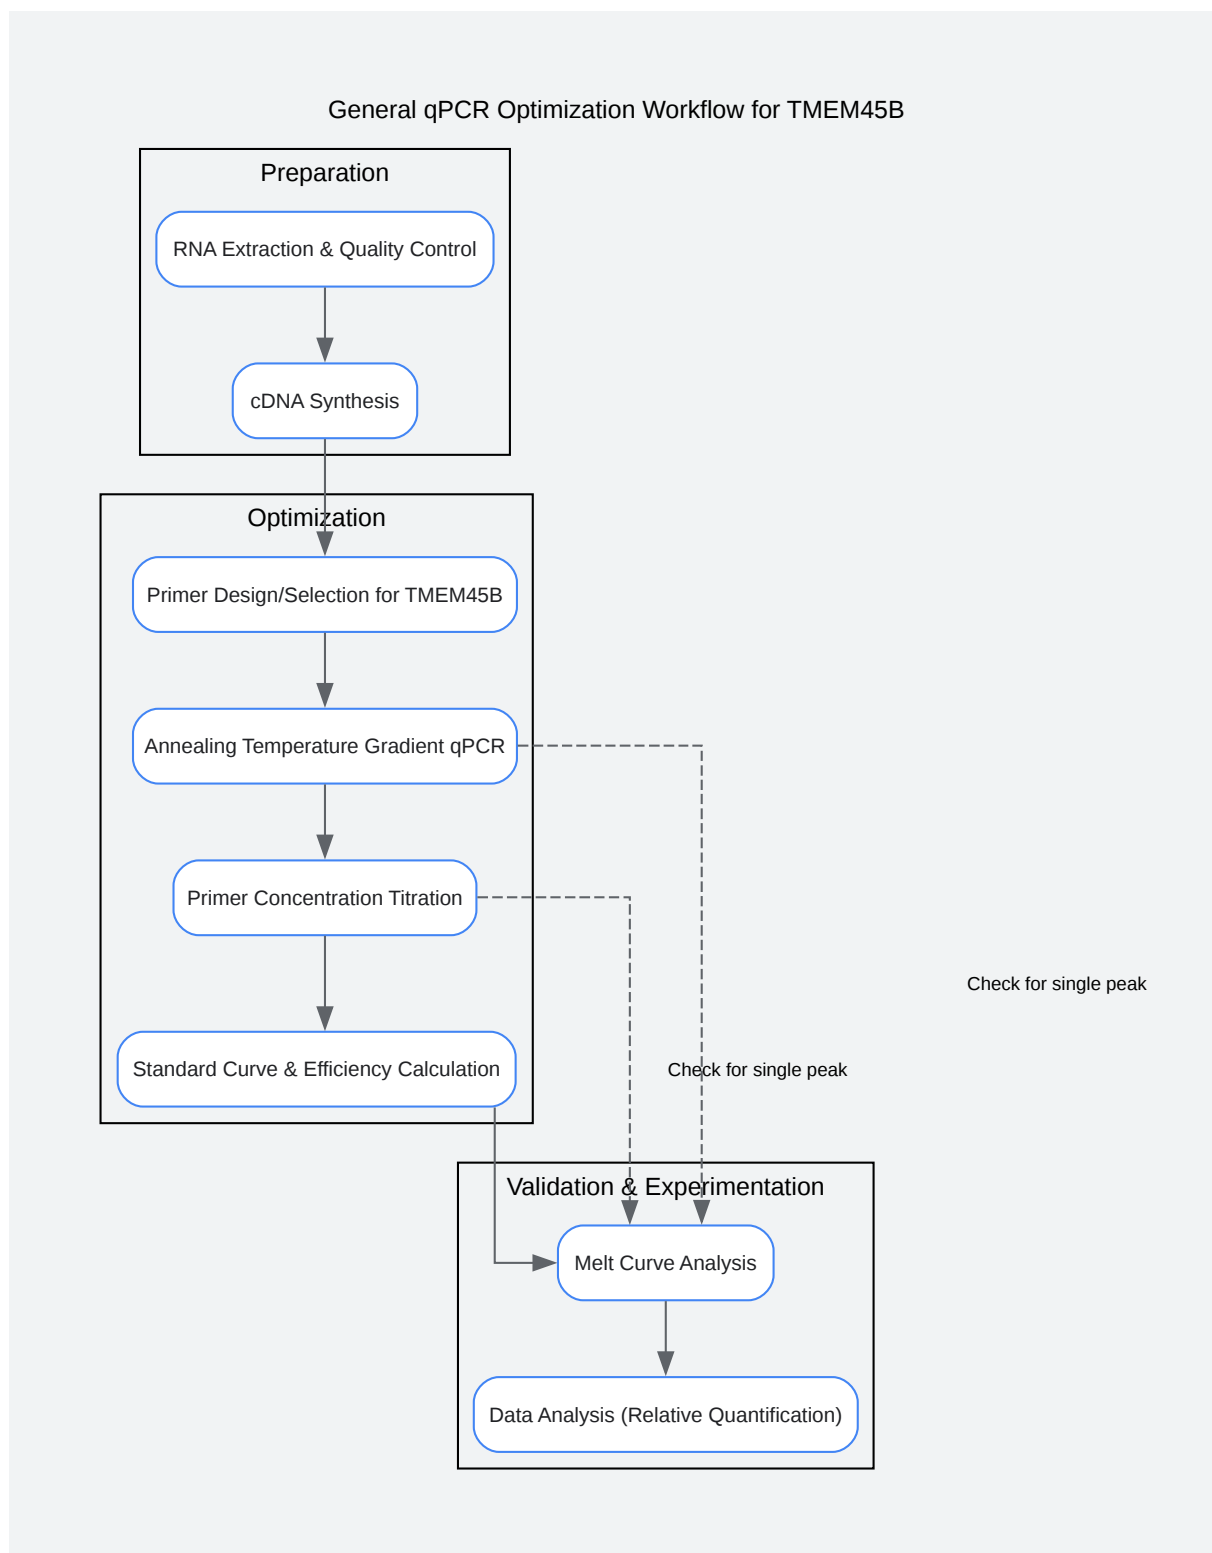 General qPCR Optimization Workflow for TMEM45B
Preparation
RNA Extraction & Quality Control
cDNA Synthesis
Optimization
Primer Design/Selection for TMEM45B
Annealing Temperature Gradient qPCR
Primer Concentration Titration
Check for single peak
Standard Curve & Efficiency Calculation
Check for single peak
Validation & Experimentation
Melt Curve Analysis
Data Analysis (Relative Quantification)